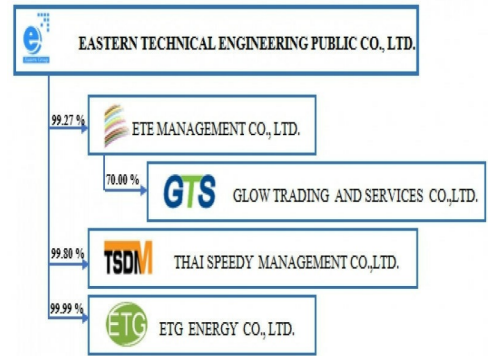 e
EASTERN TECHNICAL ENGINEERING PUBLIC CO., LTD.
99.27 %
ETE MANAGEMENT CO., LTD.
70.00 %
GTS
GLOW TRADING AND SERVICES CO.,LTD.
99.80 %
TSDM
THAI SPEEDY MANAGEMENT CO.,LTD.
99.99 %
ETG
ETG ENERGY CO., LTD.